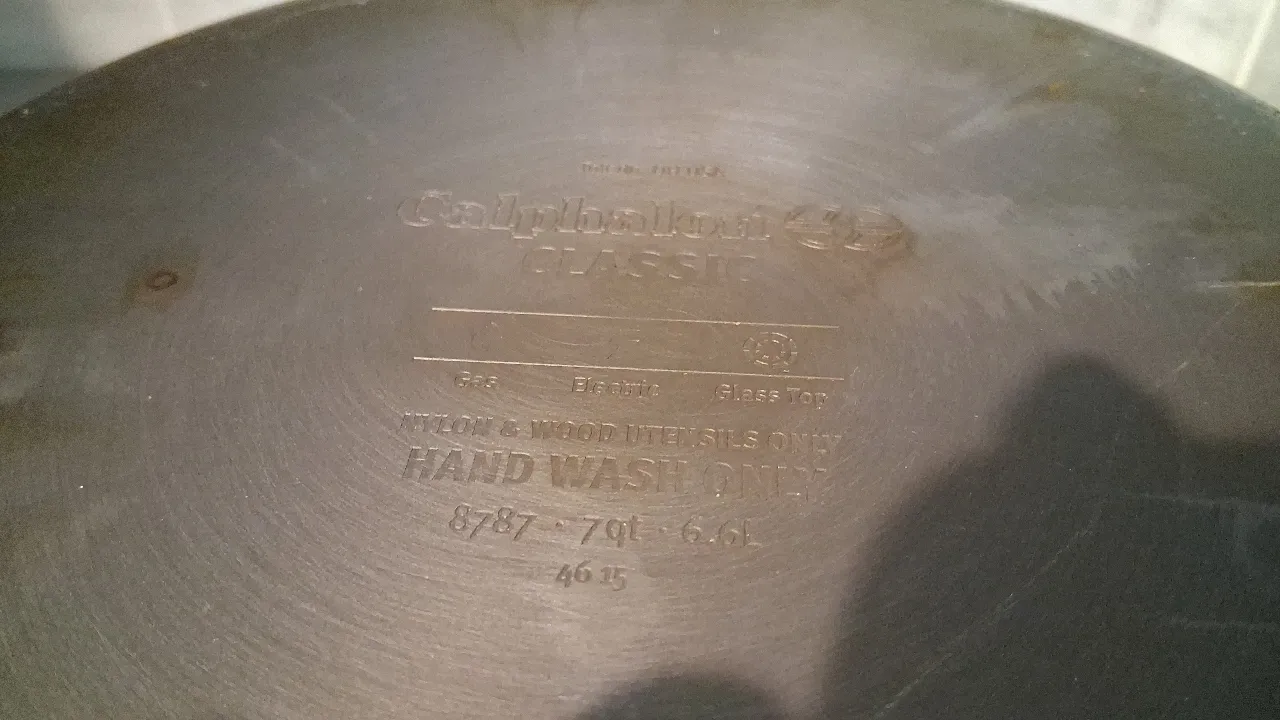 Calphalon
CLASSIC
Gas Electric Glass Top
NYLON & WOOD UTENSILS ONLY
HAND WASH ONLY
8787 · 7qt · 6.6L
46 15